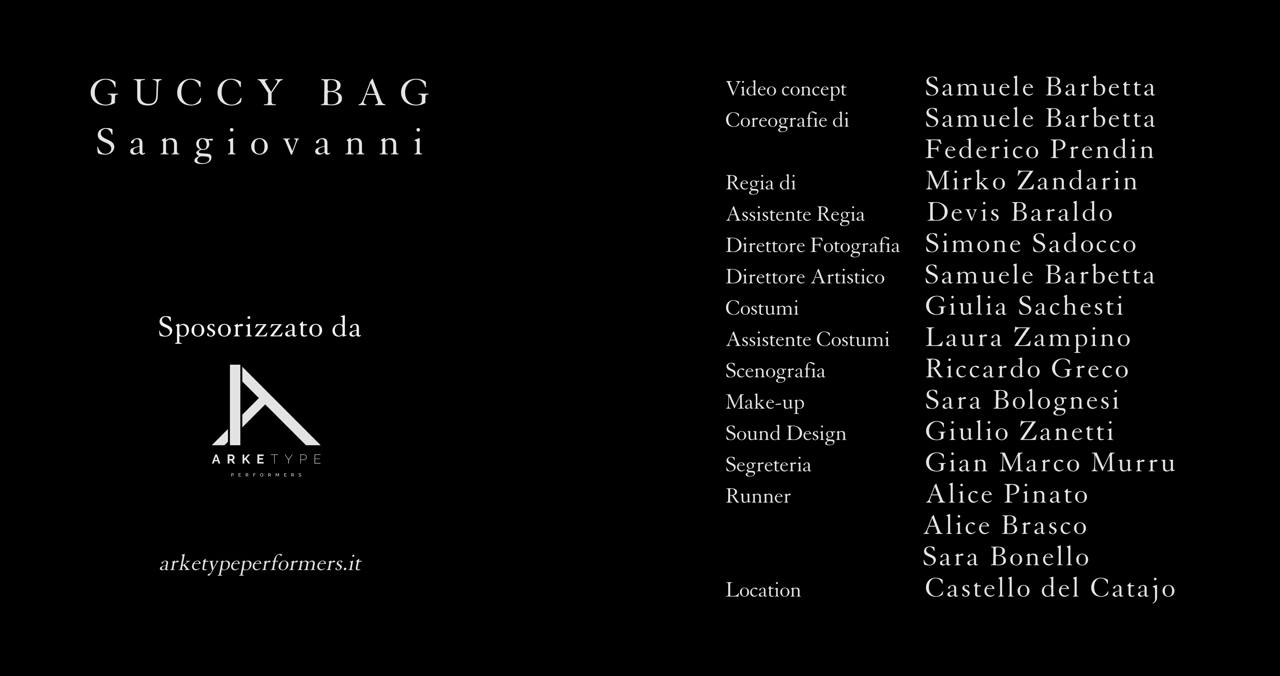 GUCCY BAG
Sangiovanni
Sposorizzato da
ARKETYPE
PERFORMERS
arketypeperformers.it
Video concept Samuele Barbetta
Coreografie di Samuele Barbetta
Federico Prendin
Regia di Mirko Zandarin
Assistente Regia Devis Baraldo
Direttore Fotografia Simone Sadocco
Direttore Artistico Samuele Barbetta
Costumi Giulia Sachesti
Assistente Costumi Laura Zampino
Scenografia Riccardo Greco
Make-up Sara Bolognesi
Sound Design Giulio Zanetti
Segreteria Gian Marco Murru
Runner Alice Pinato
Alice Brasco
Sara Bonello
Location Castello del Catajo